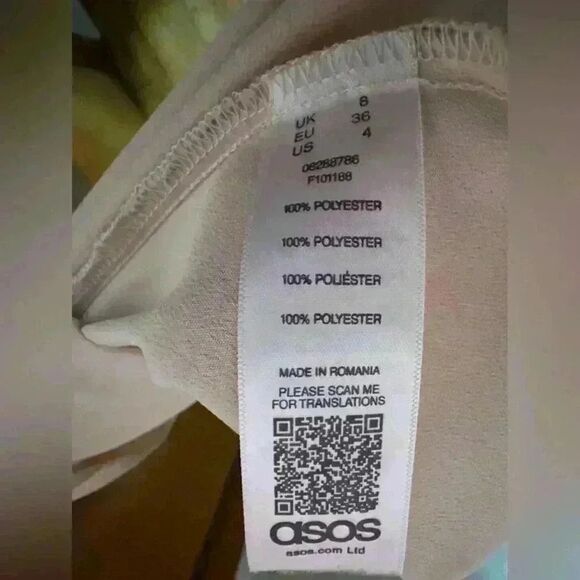 UK 8
EU 36
US 4
06288786
F101188
100% POLYESTER
100% POLYESTER
100% POLIÉSTER
100% POLYESTER
MADE IN ROMANIA
PLEASE SCAN ME
FOR TRANSLATIONS
asos
asos.com Ltd